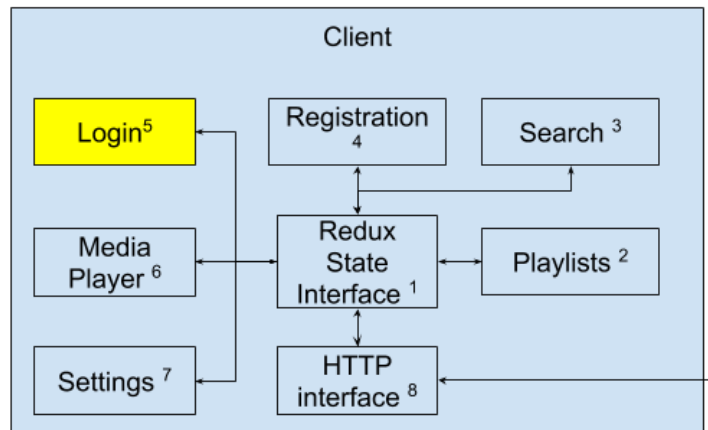 Client
Login⁵
Registration
4
Search ³
Media
Player ⁶
Redux
State
Interface ¹
Playlists ²
Settings ⁷
HTTP
interface ⁸